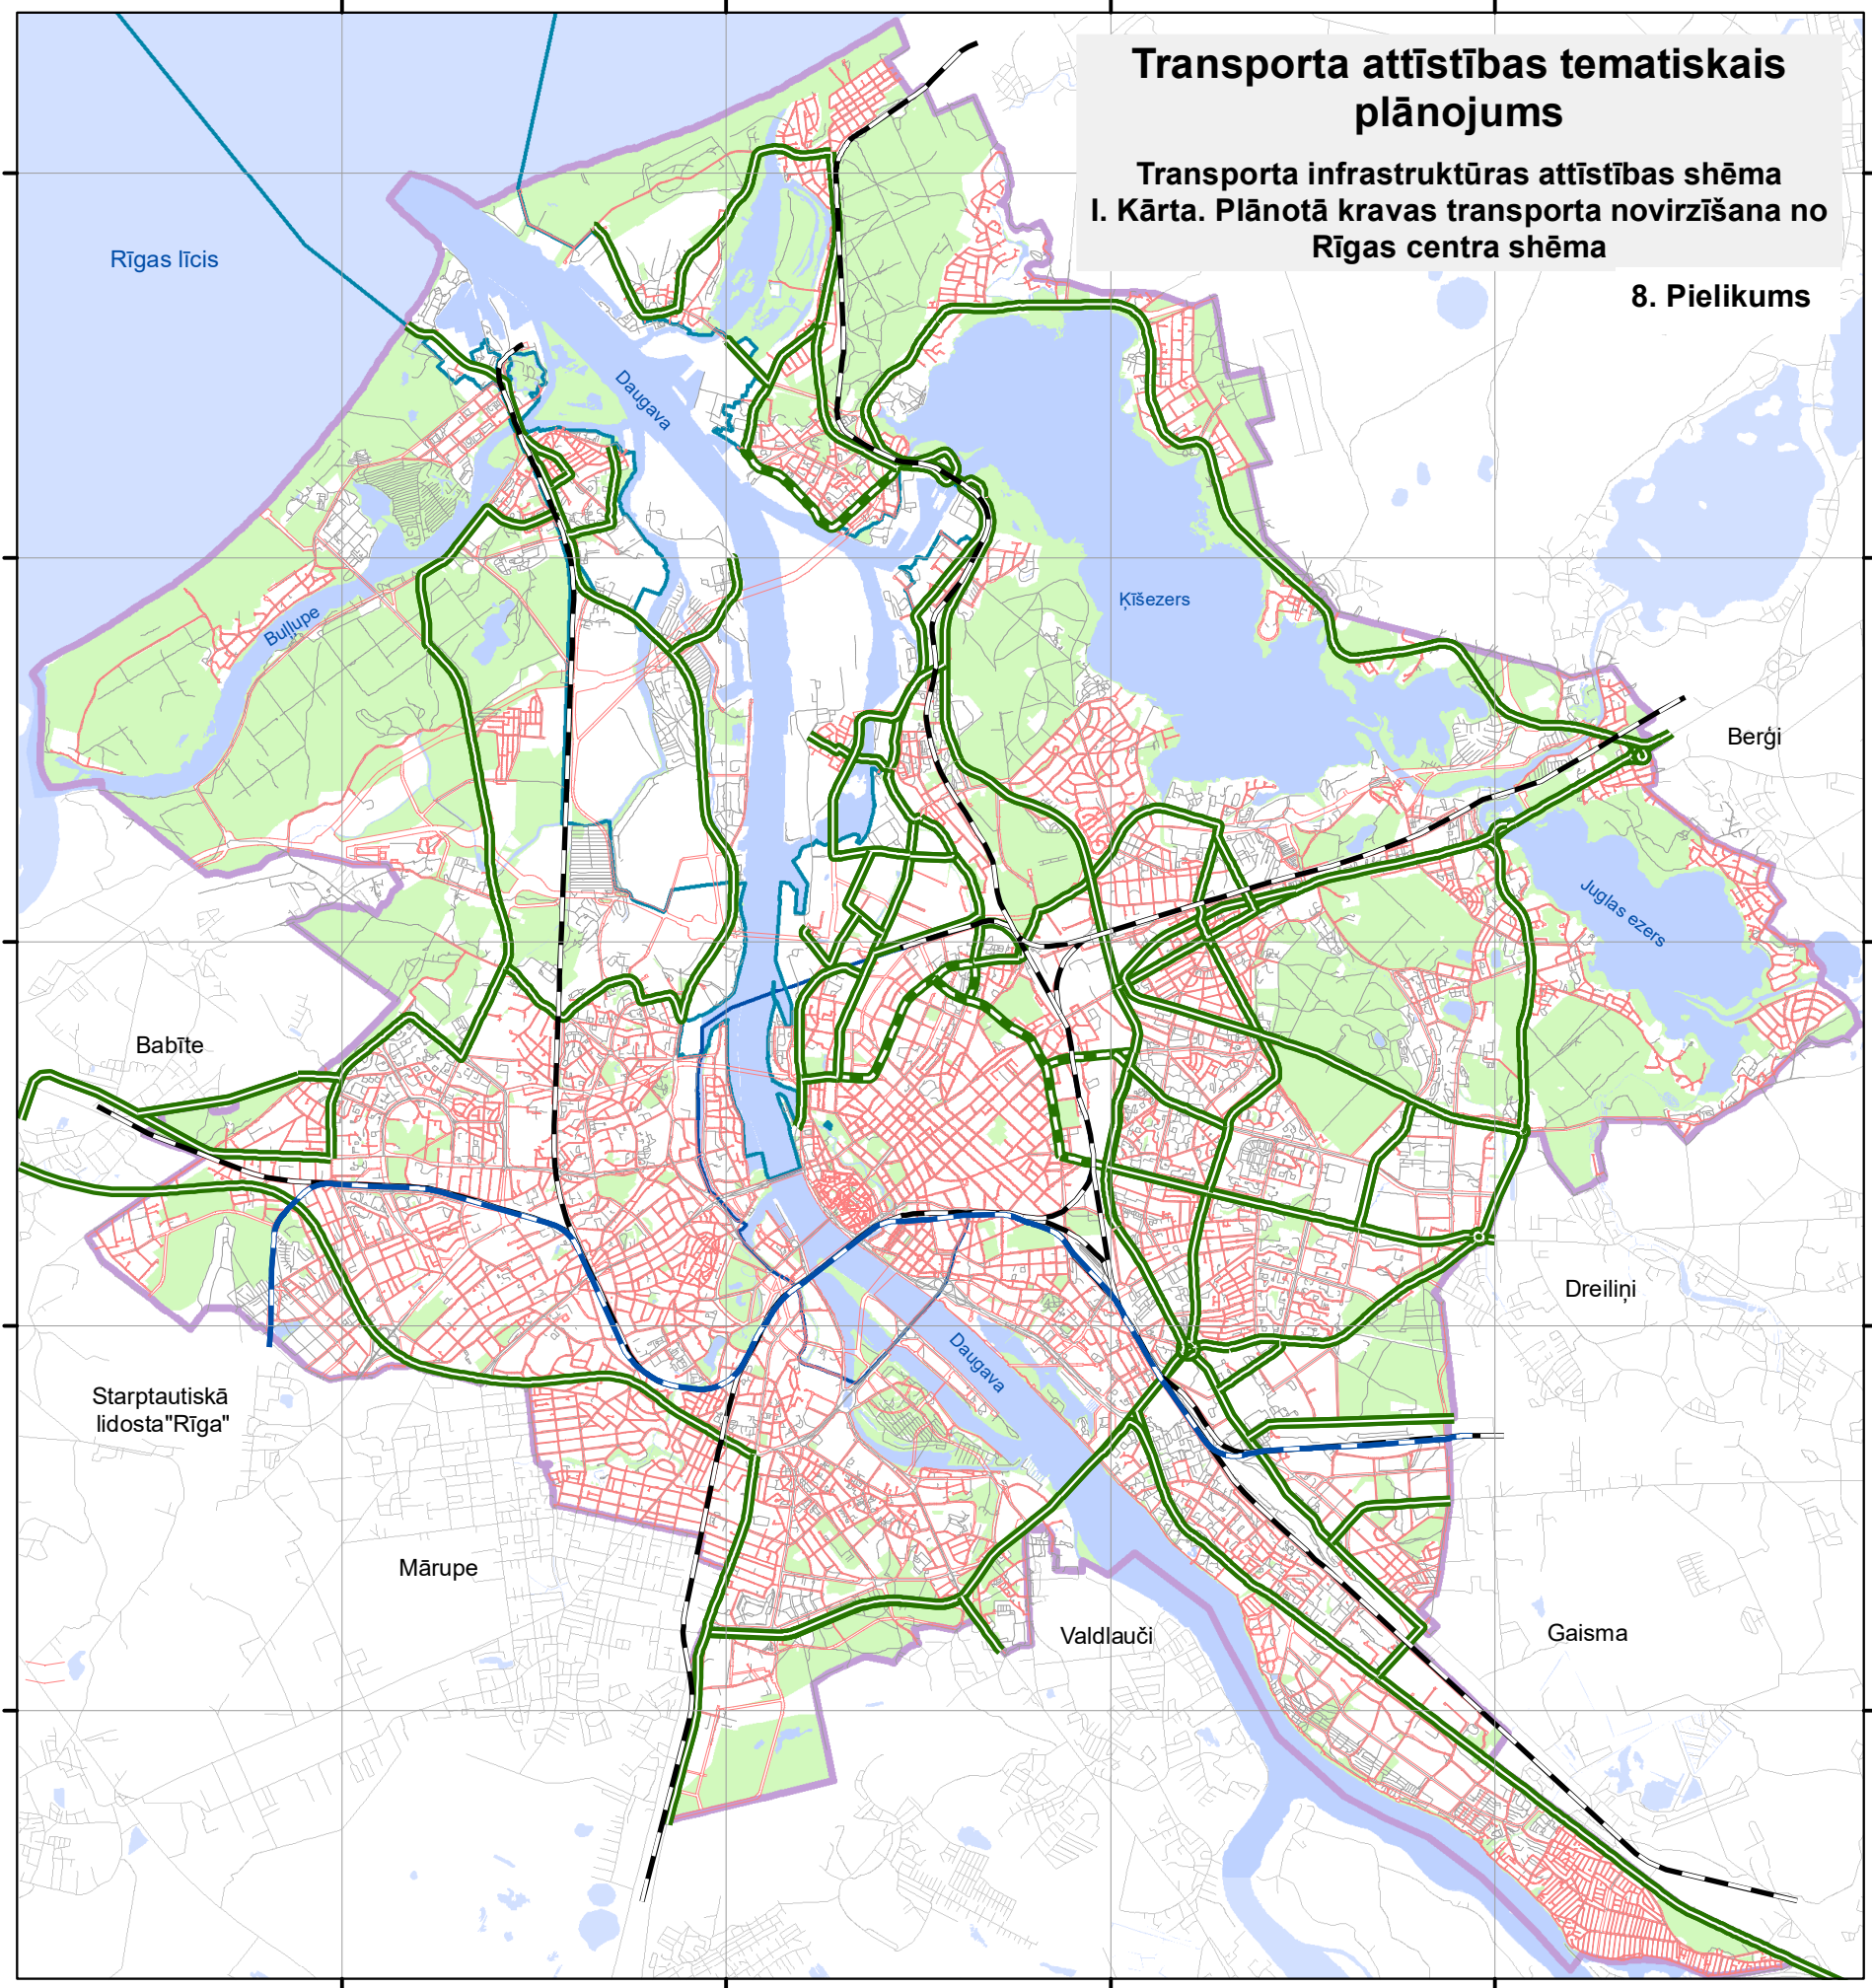 Transporta attīstības tematiskais
plānojums
Transporta infrastruktūras attīstības shēma
I. Kārta. Plānotā kravas transporta novirzīšana no
Rīgas centra shēma
8. Pielikums
Rīgas līcis
Daugava
Ķīšezers
Buļļupe
Berģi
Juglas ezers
Babīte
Dreiliņi
Daugava
Starptautiskā
lidosta"Rīga"
Mārupe
Valdlauči
Gaisma